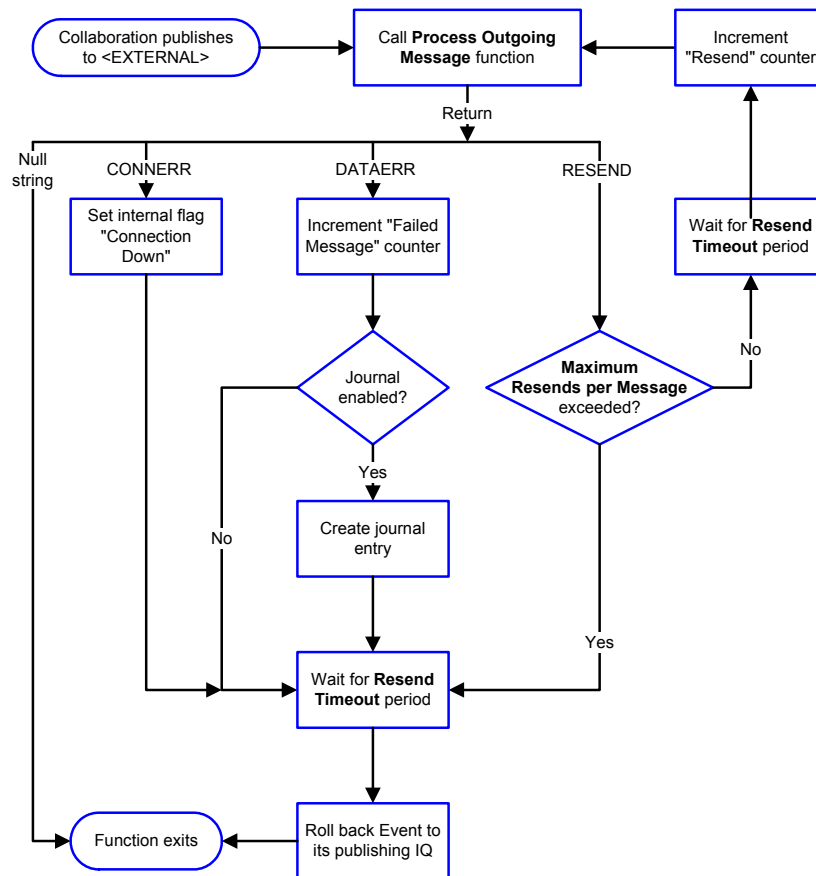 Collaboration publishes
to <EXTERNAL>
Call Process Outgoing
Message function
Increment
"Resend" counter
Return
Null
string
CONNERR
DATAERR
RESEND
Set internal flag
"Connection
Down"
Increment "Failed
Message" counter
Wait for Resend
Timeout period
No
Journal
enabled?
Maximum
Resends per Message
exceeded?
Yes
No
Create journal
entry
Yes
Wait for Resend
Timeout period
Function exits
Roll back Event to
its publishing IQ